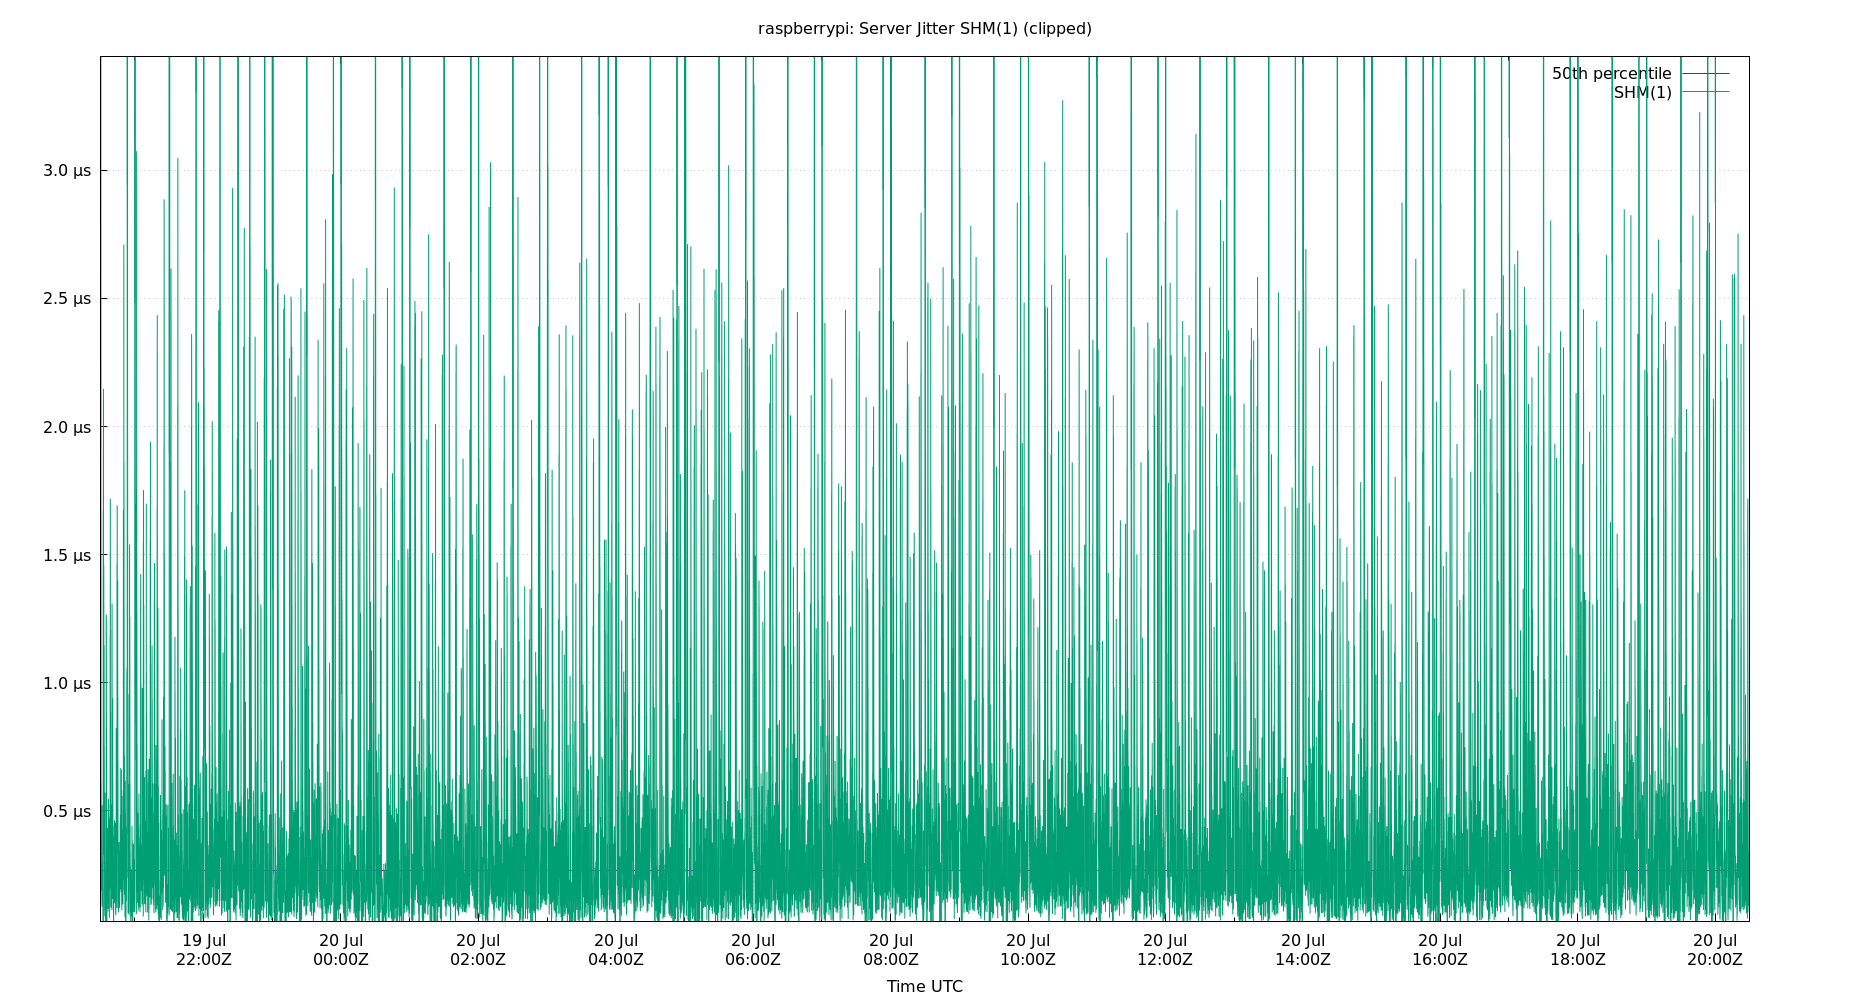 raspberrypi: Server Jitter SHM(1) (clipped)
50th percentile
SHM(1)
3.0 µs
2.5 µs
2.0 µs
1.5 µs
1.0 µs
0.5 µs
19 Jul 20 Jul 20 Jul 20 Jul 20 Jul 20 Jul 20 Jul 20 Jul 20 Jul 20 Jul 20 Jul 20 Jul
22:00Z 00:00Z 02:00Z 04:00Z 06:00Z 08:00Z 10:00Z 12:00Z 14:00Z 16:00Z 18:00Z 20:00Z
Time UTC